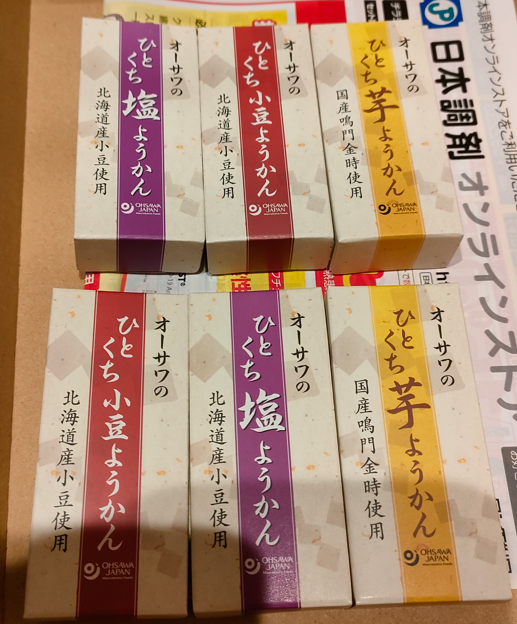 オーサワの
ひとくち塩ようかん
北海道産小豆使用
OHSAWA JAPAN
オーサワの
ひとくち小豆ようかん
北海道産小豆使用
OHSAWA JAPAN
オーサワの
ひとくち芋ようかん
国産鳴門金時使用
OHSAWA JAPAN
オーサワの
ひとくち小豆ようかん
北海道産小豆使用
OHSAWA JAPAN
オーサワの
ひとくち塩ようかん
北海道産小豆使用
OHSAWA JAPAN
オーサワの
ひとくち芋ようかん
国産鳴門金時使用
OHSAWA JAPAN
日本調剤
オンラインストア